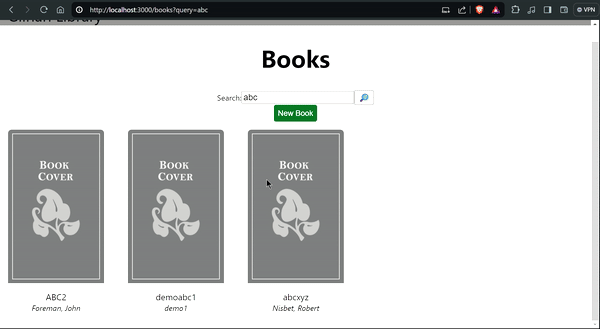 http://localhost:3000/books?query=abc
VPN
Books
Search: abc
New Book
BOOK
COVER
BOOK
COVER
BOOK
COVER
ABC2
demoabc1
abcxyz
Foreman, John
demo1
Nisbet, Robert